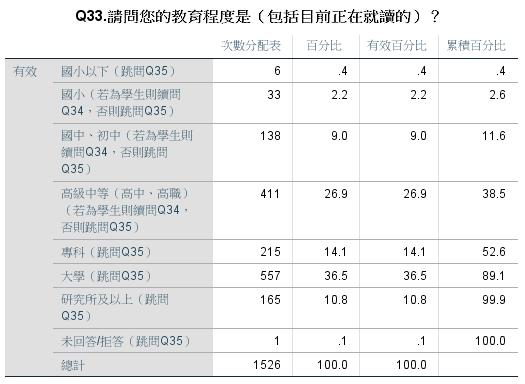 Q33.請問您的教育程度是（包括目前正在就讀的）？
次數分配表 百分比 有效百分比 累積百分比
有效 國小以下（跳問Q35） 6 .4 .4 .4
國小（若為學生則續問
Q34，否則跳問Q35） 33 2.2 2.2 2.6
國中、初中（若為學生則
續問Q34，否則跳問
Q35） 138 9.0 9.0 11.6
高級中等（高中、高職）
（若為學生則續問Q34，
否則跳問Q35） 411 26.9 26.9 38.5
專科（跳問Q35） 215 14.1 14.1 52.6
大學（跳問Q35） 557 36.5 36.5 89.1
研究所及以上（跳問
Q35） 165 10.8 10.8 99.9
未回答/拒答（跳問Q35） 1 .1 .1 100.0
總計 1526 100.0 100.0